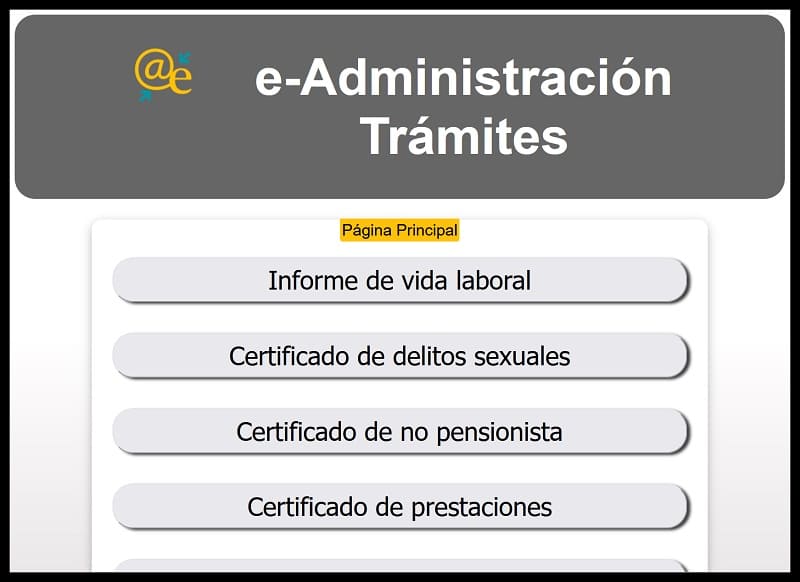 @e
e-Administración
Trámites
Página Principal
Informe de vida laboral
Certificado de delitos sexuales
Certificado de no pensionista
Certificado de prestaciones